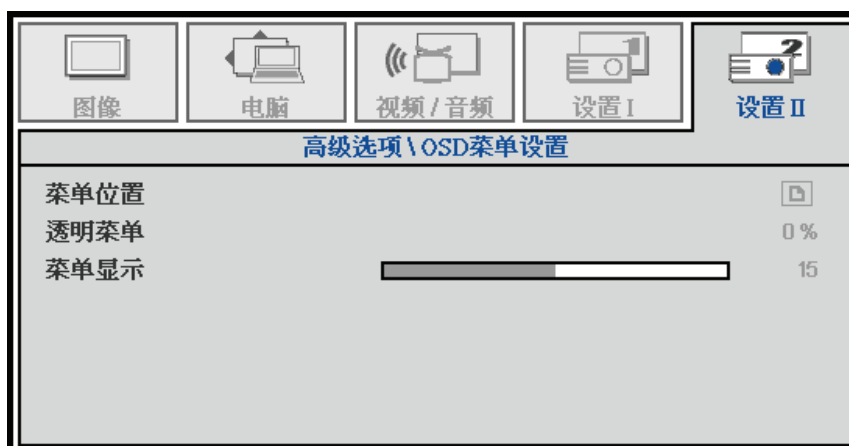 图像
电脑
视频 / 音频
设置 I
设置 II
高级选项 \ OSD菜单设置
菜单位置
透明菜单 0 %
菜单显示 15